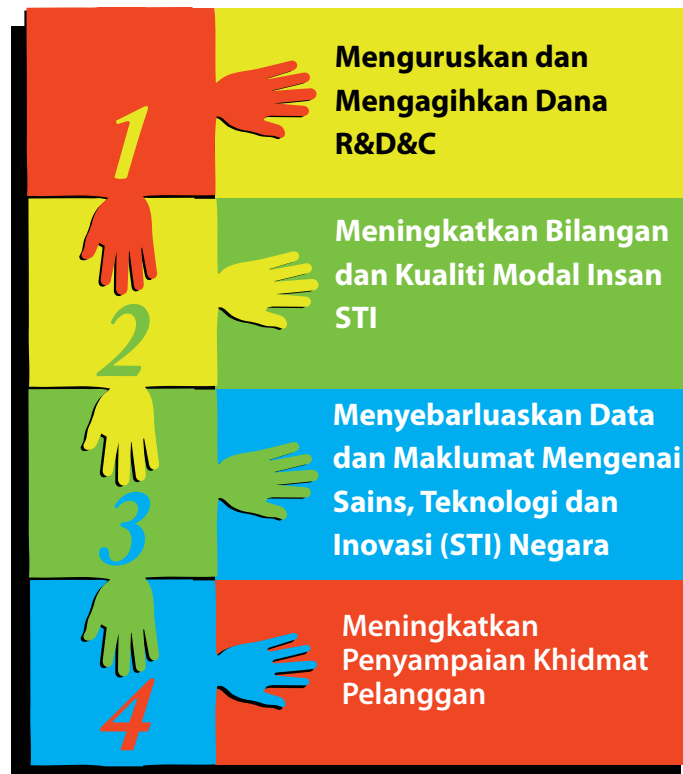 1
Menguruskan dan
Mengagihkan Dana
R&D&C
2
Meningkatkan Bilangan
dan Kualiti Modal Insan
STI
3
Menyebarluaskan Data
dan Maklumat Mengenai
Sains, Teknologi dan
Inovasi (STI) Negara
4
Meningkatkan
Penyampaian Khidmat
Pelanggan